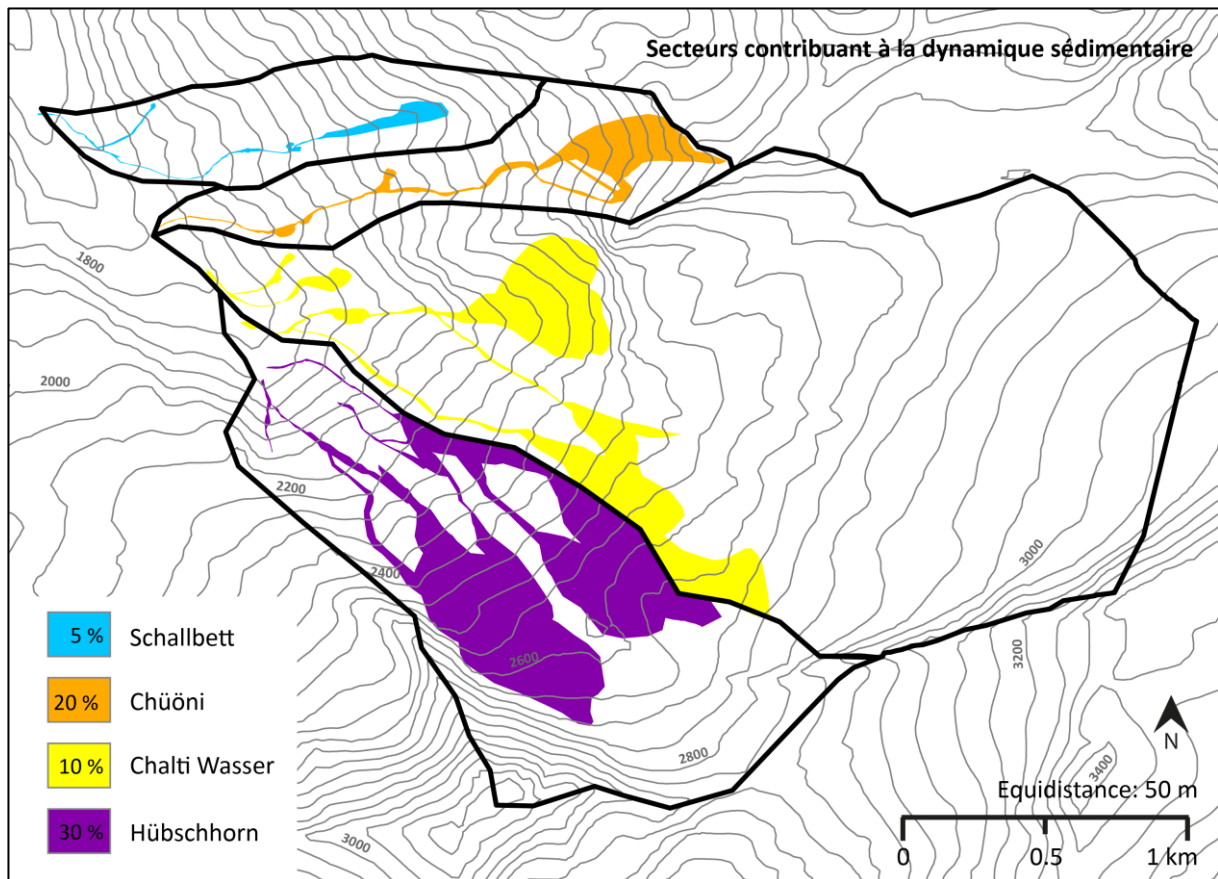 Secteurs contribuant à la dynamique sédimentaire
1800
2000
2200
2400
2600
2800
3000
3000
3200
3400
5 % Schallbett
20 % Chüöni
10 % Chalti Wasser
30 % Hübschhorn
N
Equidistance: 50 m
0 0.5 1 km